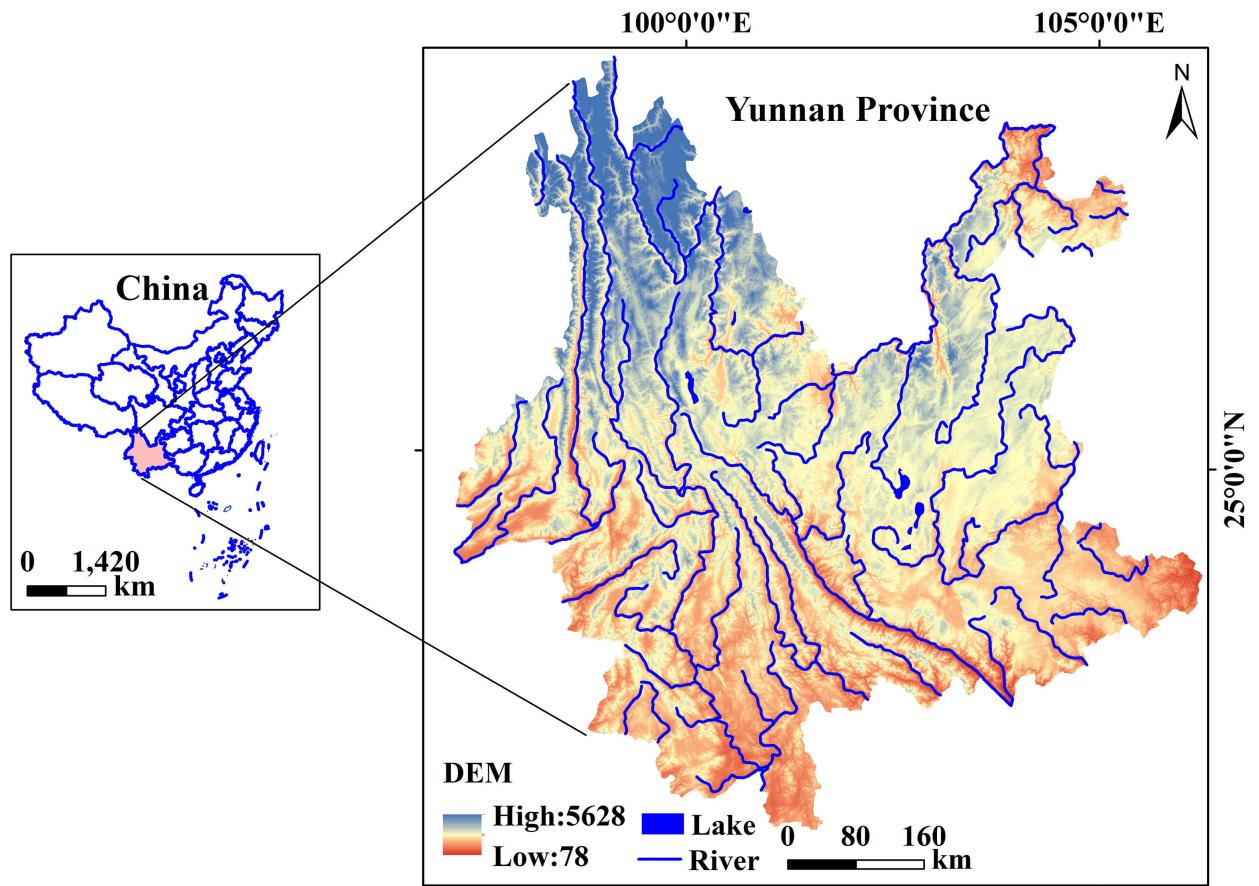 100°0'0"E
105°0'0"E
N
Yunnan Province
China
25°0'0"N
0 1,420
km
DEM
High:5628
Low:78
Lake
River
0 80 160
km